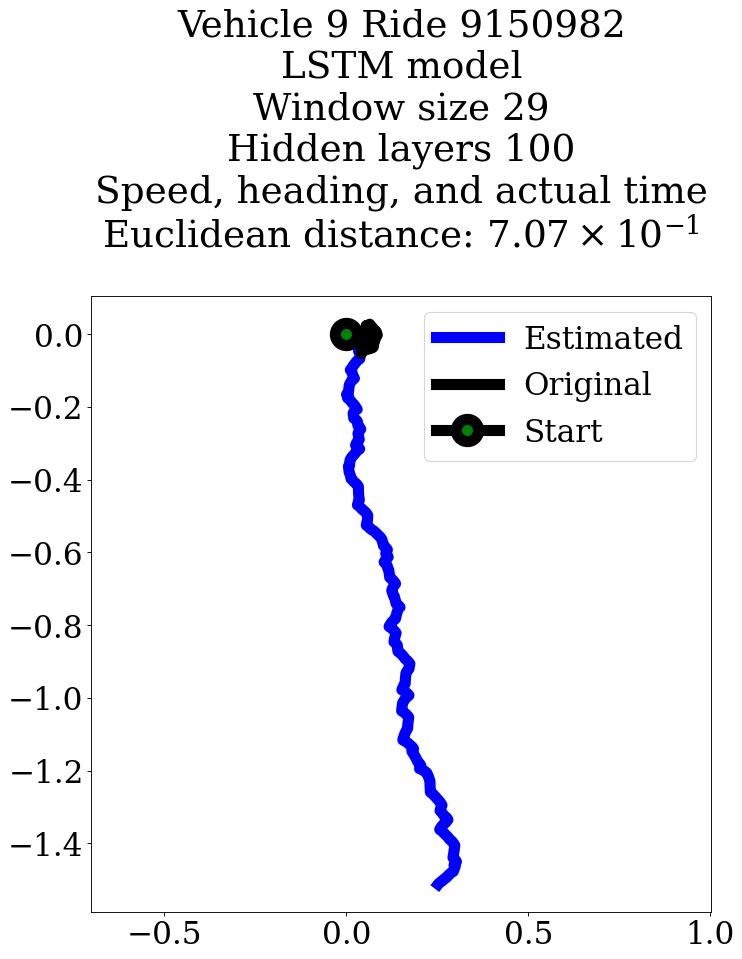 Vehicle 9 Ride 9150982
LSTM model
Window size 29
Hidden layers 100
Speed, heading, and actual time
Euclidean distance: 7.07 × 10⁻¹
Estimated
Original
Start
0.0
−0.2
−0.4
−0.6
−0.8
−1.0
−1.2
−1.4
−0.5 0.0 0.5 1.0